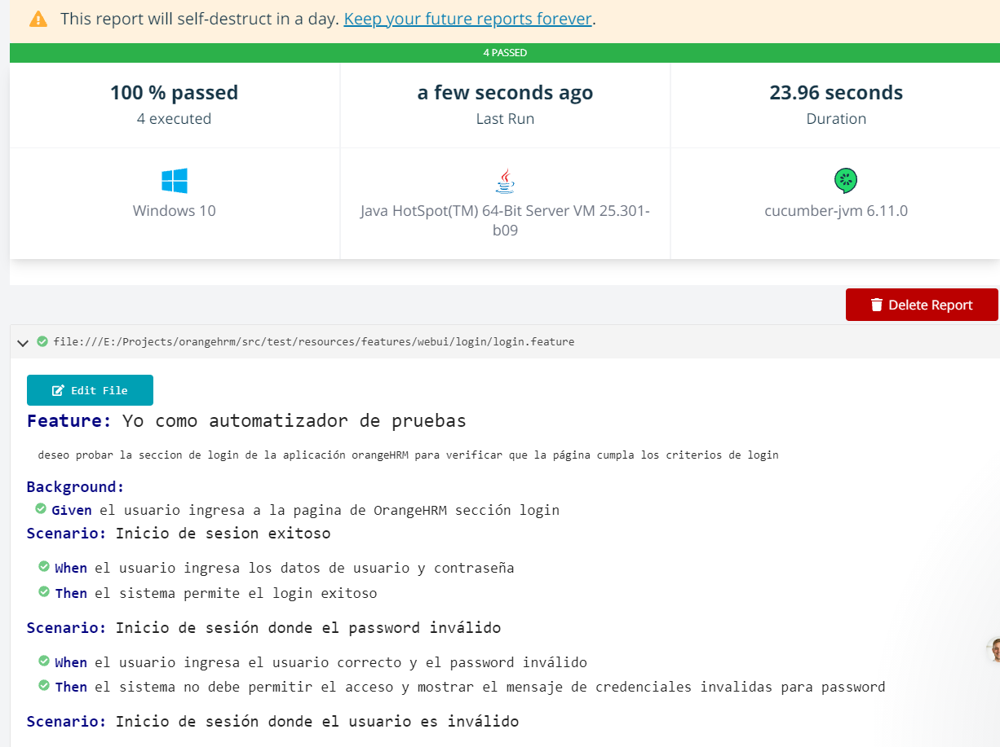 This report will self-destruct in a day. Keep your future reports forever.
4 PASSED
100 % passed
4 executed
a few seconds ago
Last Run
23.96 seconds
Duration
Windows 10
Java HotSpot(TM) 64-Bit Server VM 25.301-
b09
cucumber-jvm 6.11.0
Delete Report
file:///E:/Projects/orangehrm/src/test/resources/features/webui/login/login.feature
Edit File
Feature: Yo como automatizador de pruebas
deseo probar la seccion de login de la aplicación orangeHRM para verificar que la página cumpla los criterios de login
Background:
Given el usuario ingresa a la pagina de OrangeHRM sección login
Scenario: Inicio de sesion exitoso
When el usuario ingresa los datos de usuario y contraseña
Then el sistema permite el login exitoso
Scenario: Inicio de sesión donde el password inválido
When el usuario ingresa el usuario correcto y el password inválido
Then el sistema no debe permitir el acceso y mostrar el mensaje de credenciales invalidas para password
Scenario: Inicio de sesión donde el usuario es inválido